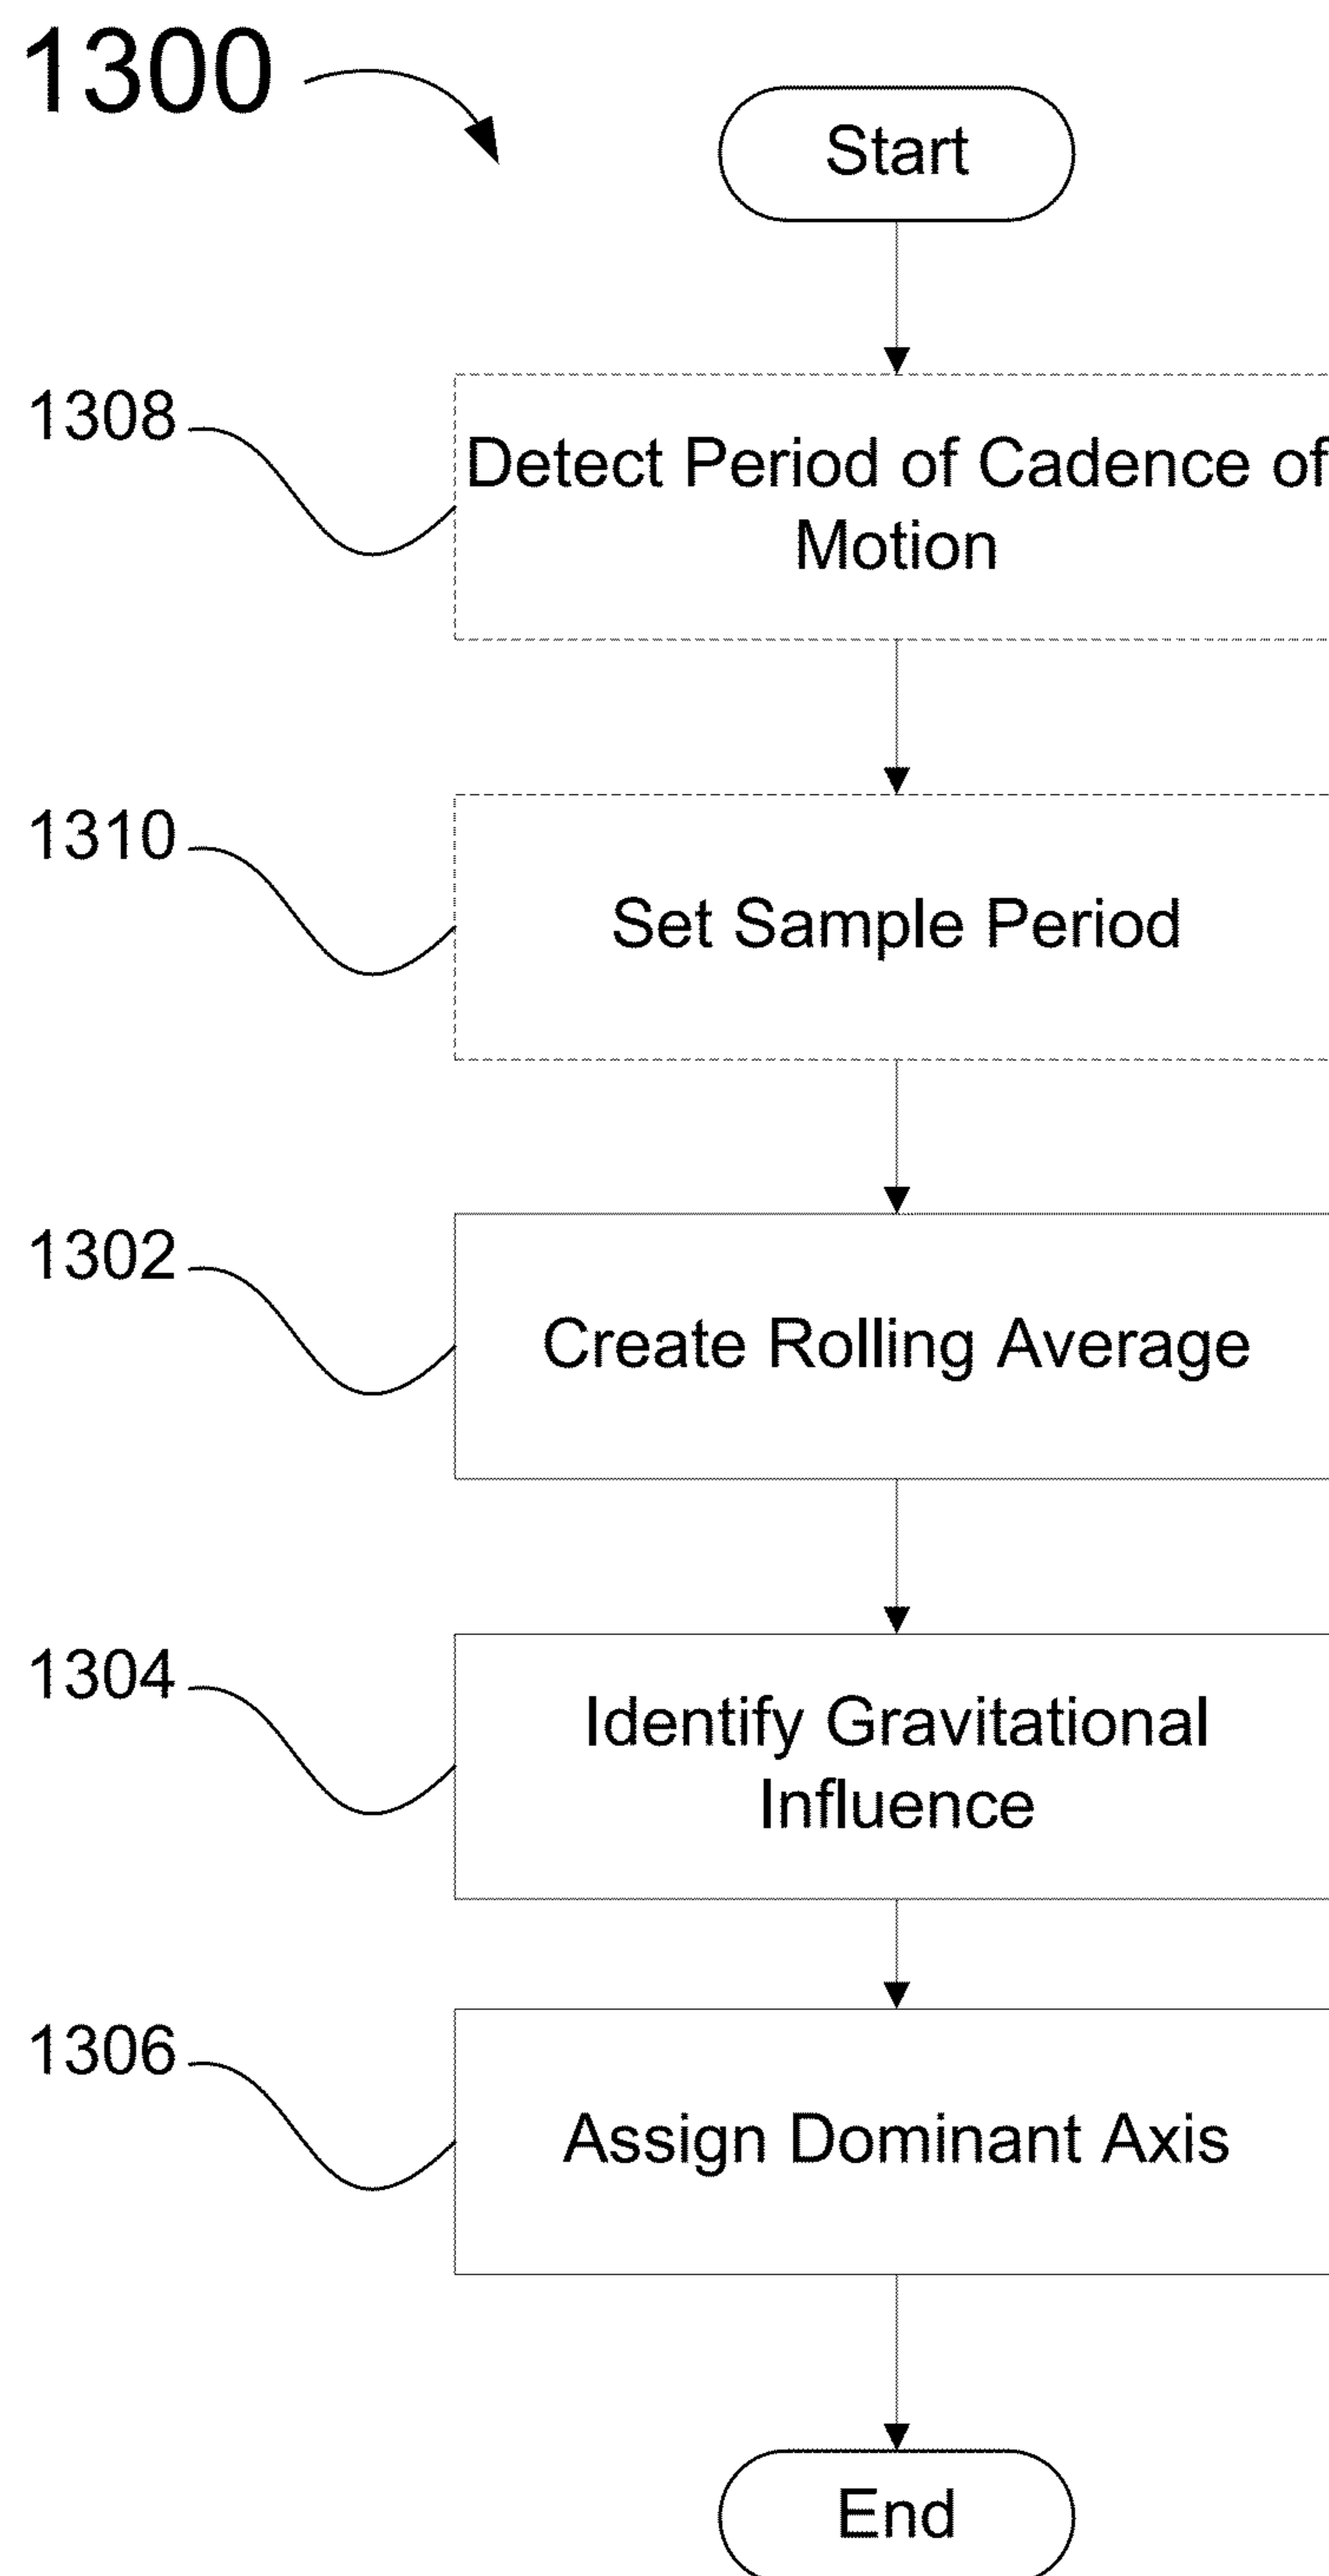 1300
Start
1308
Detect Period of Cadence of
Motion
1310
Set Sample Period
1302
Create Rolling Average
1304
Identify Gravitational
Influence
1306
Assign Dominant Axis
End